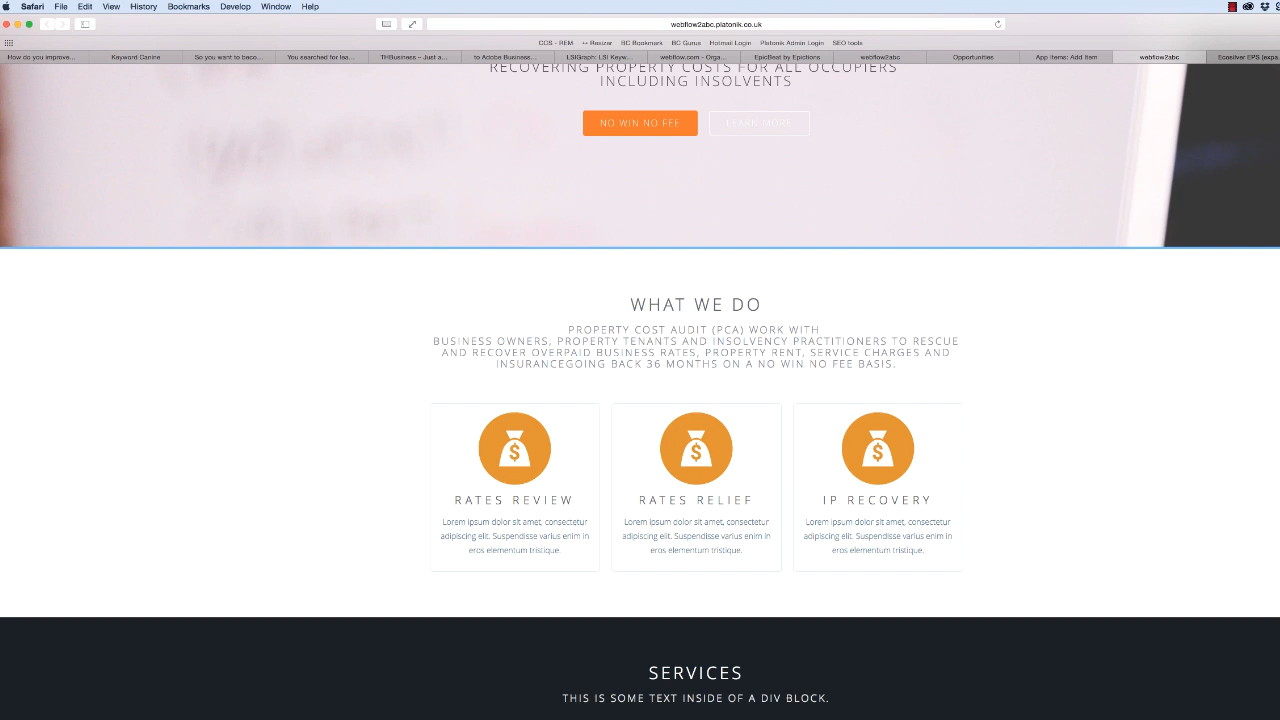 Safari File Edit View History Bookmarks Develop Window Help
webflow2abc.platonik.co.uk
CCS - REM ++ Resizer BC Bookmark BC Gurus Hotmail Login Platonik Admin Login SEO tools
How do you improve... Keyword Canine So you want to beco... You searched for lea... THBusiness – Just a... to Adobe Business... LSIGraph: LSI Keyw... webflow.com - Orga... EpicBeat by Epictions webflow2abc Opportunities App Items: Add Item webflow2abc Ecosilver EPS (expa
RECOVERING PROPERTY COSTS FOR ALL OCCUPIERS
INCLUDING INSOLVENTS
NO WIN NO FEE LEARN MORE
WHAT WE DO
PROPERTY COST AUDIT (PCA) WORK WITH
BUSINESS OWNERS, PROPERTY TENANTS AND INSOLVENCY PRACTITIONERS TO RESCUE
AND RECOVER OVERPAID BUSINESS RATES, PROPERTY RENT, SERVICE CHARGES AND
INSURANCEGOING BACK 36 MONTHS ON A NO WIN NO FEE BASIS.
RATES REVIEW
Lorem ipsum dolor sit amet, consectetur
adipiscing elit. Suspendisse varius enim in
eros elementum tristique.
RATES RELIEF
Lorem ipsum dolor sit amet, consectetur
adipiscing elit. Suspendisse varius enim in
eros elementum tristique.
IP RECOVERY
Lorem ipsum dolor sit amet, consectetur
adipiscing elit. Suspendisse varius enim in
eros elementum tristique.
SERVICES
THIS IS SOME TEXT INSIDE OF A DIV BLOCK.